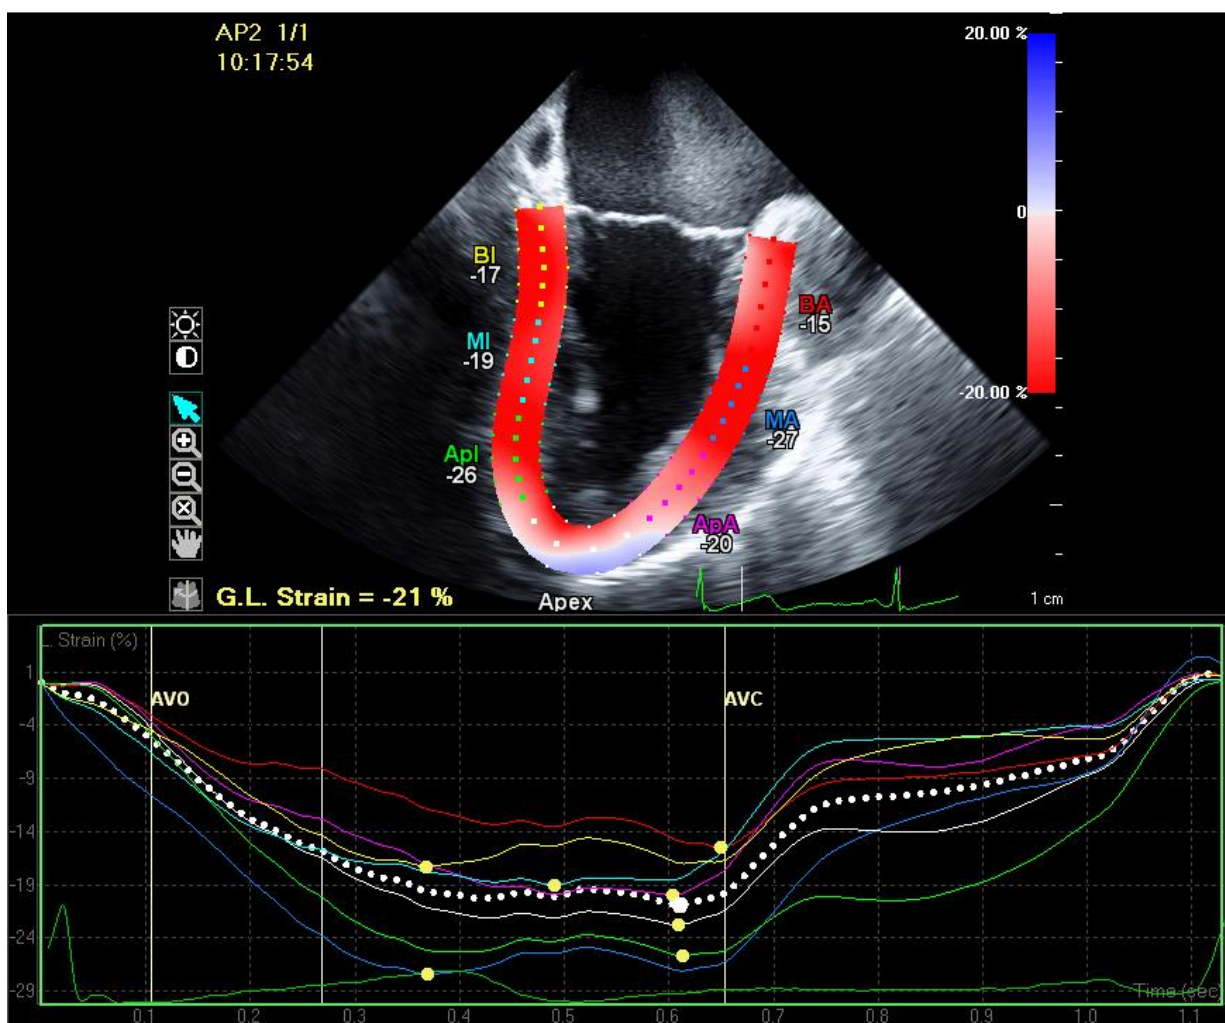 AP2 1/1
10:17:54
20.00 %
0
-20.00 %
BI
-17
BA
-15
MI
-19
MA
-27
ApI
-26
ApA
-20
G.L. Strain = -21 %
Apex
1 cm
L. Strain (%)
1
AVO
AVC
-4
-9
-14
-19
-24
-29
Time (sec)
0.1
0.2
0.3
0.4
0.5
0.6
0.7
0.8
0.9
1.0
1.1